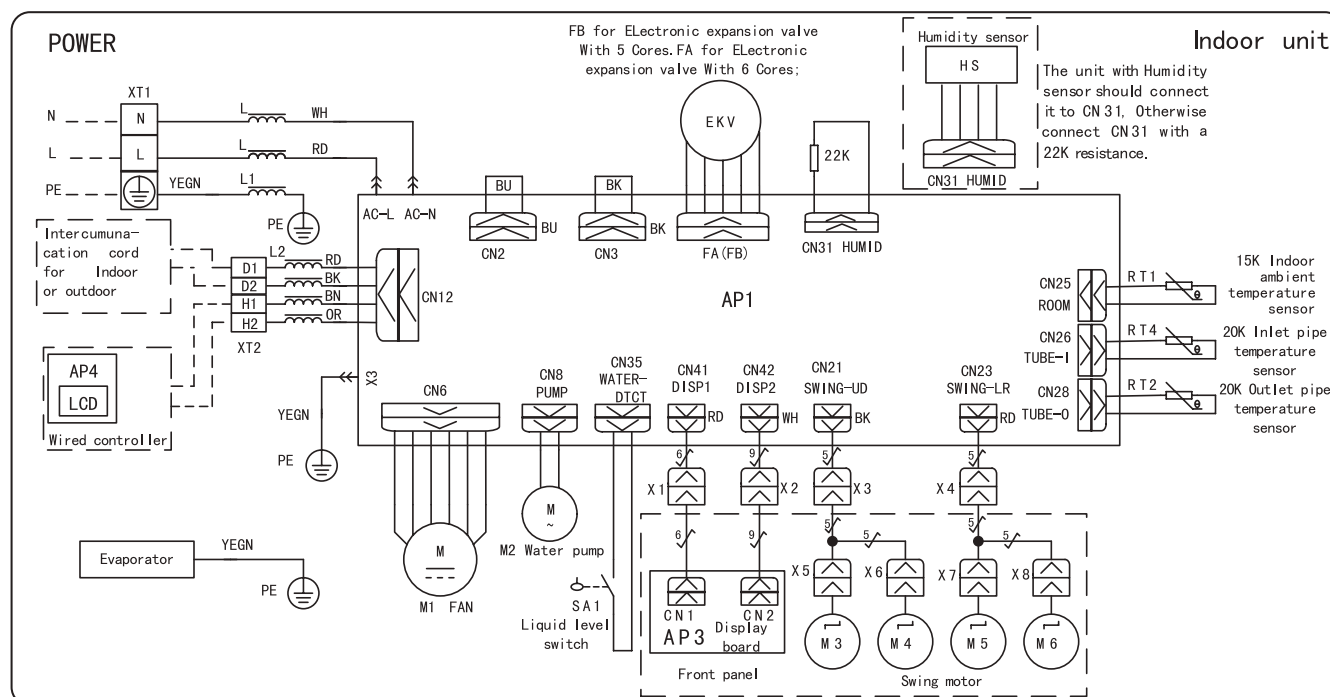 POWER
Indoor unit
FB for ELectronic expansion valve
With 5 Cores. FA for ELectronic
expansion valve With 6 Cores;
Humidity sensor
HS
CN31 HUMID
The unit with Humidity
sensor should connect
it to CN31, Otherwise
connect CN31 with a
22K resistance.
XT1
N
N
L
WH
L
L
L
RD
PE
YEGN
L1
PE
AC-L
AC-N
BU
BU
CN2
BK
BK
CN3
EKV
FA(FB)
22K
CN31 HUMID
Intercumuna-
cation cord
for Indoor
or outdoor
L2
D1
RD
D2
BK
H1
BN
H2
OR
XT2
CN12
AP1
CN25
ROOM
RT1
θ
15K Indoor
ambient
temperature
sensor
CN26
TUBE-I
RT4
θ
20K Inlet pipe
temperature
sensor
CN28
TUBE-O
RT2
θ
20K Outlet pipe
temperature
sensor
AP4
LCD
Wired controller
X3
YEGN
PE
CN6
CN8
PUMP
CN35
WATER-
DTCT
CN41
DISP1
RD
CN42
DISP2
WH
CN21
SWING-UD
BK
CN23
SWING-LR
RD
6
9
5
5
X1
X2
X3
X4
6
9
5
5
5
5
M
M1 FAN
M
~
M2 Water pump
SA1
Liquid level
switch
Evaporator
YEGN
PE
X5
X6
X7
X8
CN1
CN2
AP3
Display
board
M3
M4
M5
M6
Front panel
Swing motor